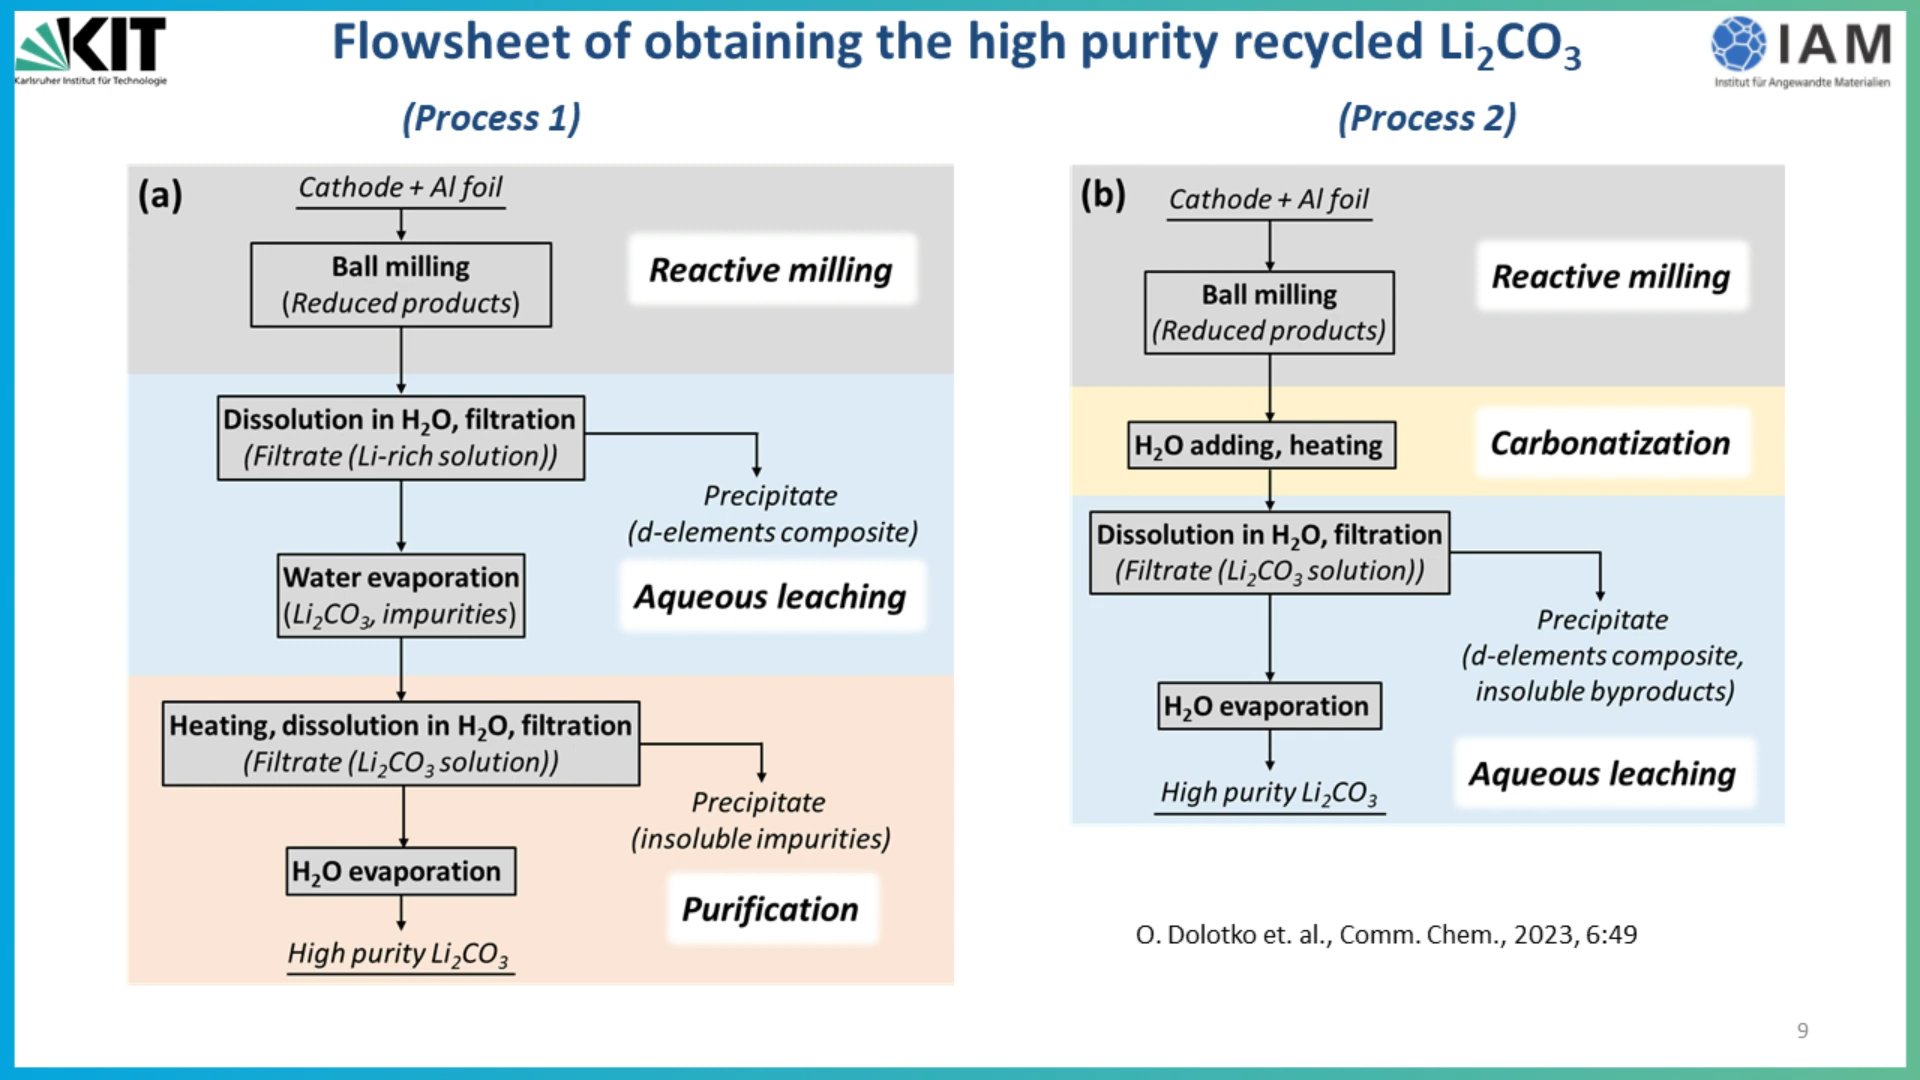 KIT
Karlsruher Institut für Technologie
Flowsheet of obtaining the high purity recycled Li₂CO₃
IAM
Institut für Angewandte Materialien
(Process 1)
(Process 2)
(a)
Cathode + Al foil
Ball milling
(Reduced products)
Reactive milling
Dissolution in H₂O, filtration
(Filtrate (Li-rich solution))
Precipitate
(d-elements composite)
Water evaporation
(Li₂CO₃, impurities)
Aqueous leaching
Heating, dissolution in H₂O, filtration
(Filtrate (Li₂CO₃ solution))
Precipitate
(insoluble impurities)
H₂O evaporation
Purification
High purity Li₂CO₃
(b)
Cathode + Al foil
Ball milling
(Reduced products)
Reactive milling
H₂O adding, heating
Carbonatization
Dissolution in H₂O, filtration
(Filtrate (Li₂CO₃ solution))
Precipitate
(d-elements composite,
insoluble byproducts)
H₂O evaporation
Aqueous leaching
High purity Li₂CO₃
O. Dolotko et. al., Comm. Chem., 2023, 6:49
9